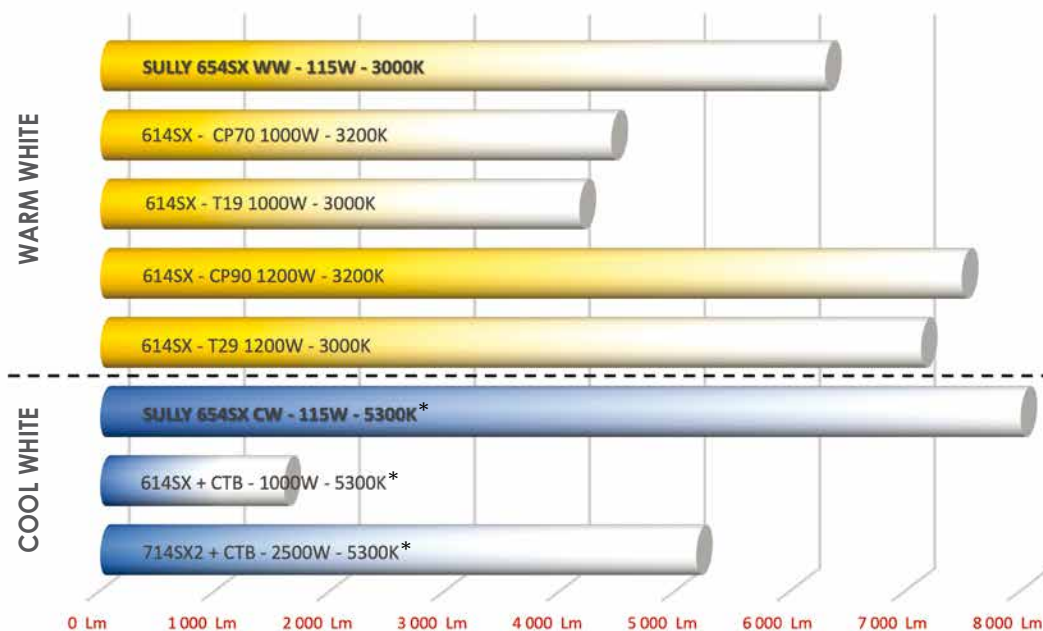 WARM WHITE
SULLY 654SX WW - 115W - 3000K
614SX - CP70 1000W - 3200K
614SX - T19 1000W - 3000K
614SX - CP90 1200W - 3200K
614SX - T29 1200W - 3000K
COOL WHITE
SULLY 654SX CW - 115W - 5300K*
614SX + CTB - 1000W - 5300K*
714SX2 + CTB - 2500W - 5300K*
0 Lm 1 000 Lm 2 000 Lm 3 000 Lm 4 000 Lm 5 000 Lm 6 000 Lm 7 000 Lm 8 000 Lm